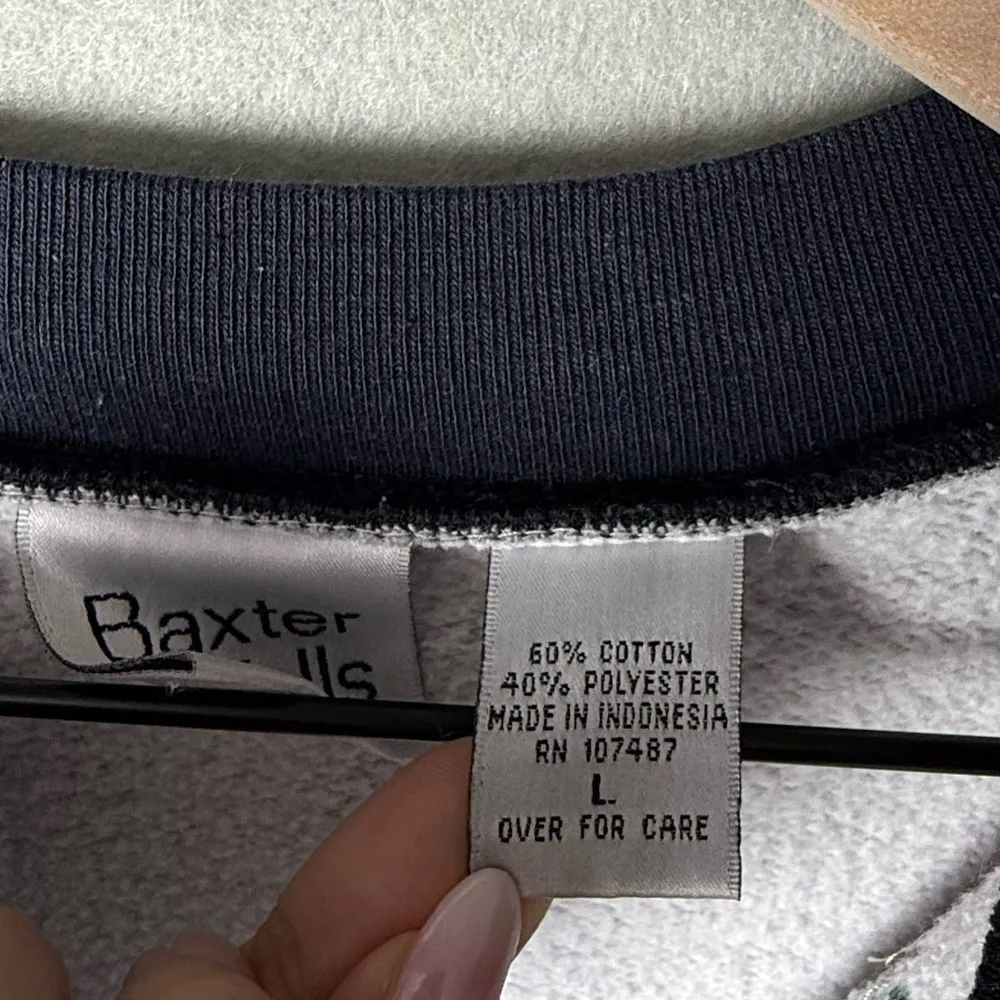 Baxter
60% COTTON
40% POLYESTER
MADE IN INDONESIA
RN 107487
L
OVER FOR CARE